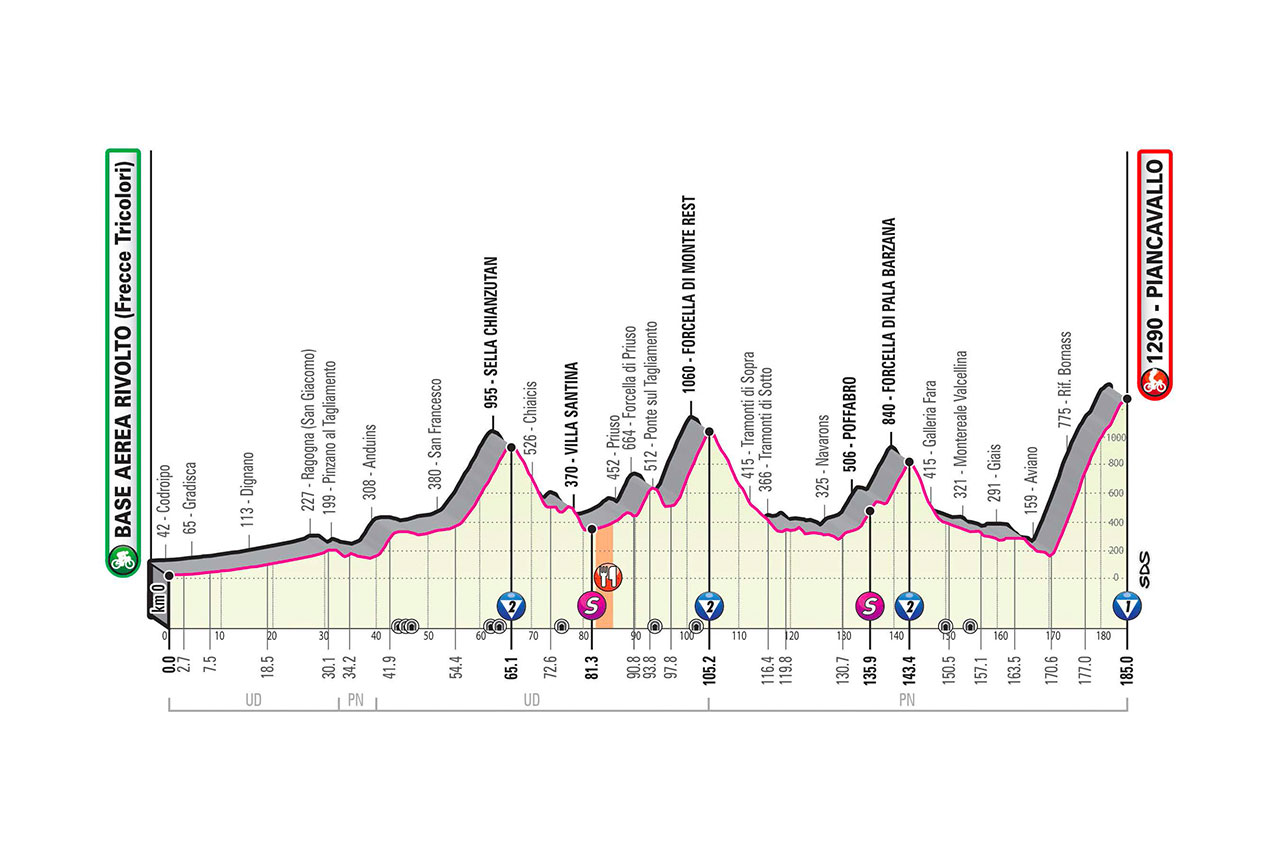 BASE AEREA RIVOLTO (Frecce Tricolori)
42 - Codroipo
65 - Gradisca
113 - Dignano
227 - Ragogna (San Giacomo)
199 - Pinzano al Tagliamento
308 - Anduins
380 - San Francesco
955 - SELLA CHIANZUTAN
526 - Chiaicis
370 - VILLA SANTINA
452 - Priuso
664 - Forcella di Priuso
512 - Ponte sul Tagliamento
1060 - FORCELLA DI MONTE REST
415 - Tramonti di Sopra
366 - Tramonti di Sotto
325 - Navarons
506 - POFFABRO
840 - FORCELLA DI PALA BARZANA
415 - Galleria Fara
321 - Montereale Valcellina
291 - Giais
159 - Aviano
775 - Rif. Bornass
1290 - PIANCAVALLO
1000
800
600
400
200
0
SDS
km 0
2 S 2 S 2 1
0 10 20 30 40 50 60 70 80 90 100 110 120 130 140 150 160 170 180
0.0 2.7 7.5 18.5 30.1 34.2 41.9 54.4 65.1 72.6 81.3 90.8 93.8 97.8 105.2 116.4 119.8 130.7 135.9 143.4 150.5 157.1 163.5 170.6 177.0 185.0
UD PN UD PN